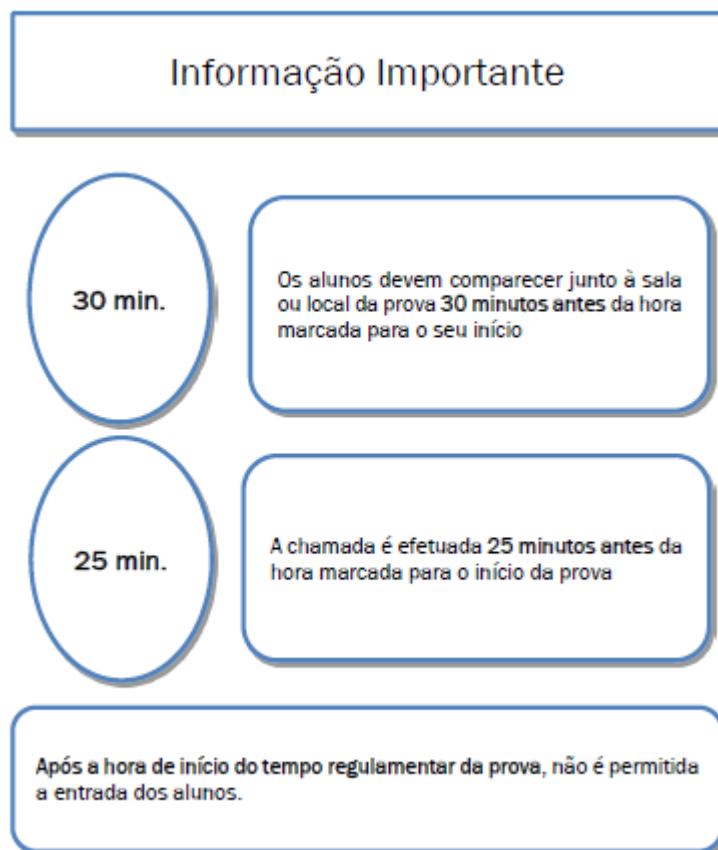 Informação Importante
30 min.
Os alunos devem comparecer junto à sala
ou local da prova 30 minutos antes da hora
marcada para o seu início
25 min.
A chamada é efetuada 25 minutos antes da
hora marcada para o início da prova
Após a hora de início do tempo regulamentar da prova, não é permitida
a entrada dos alunos.